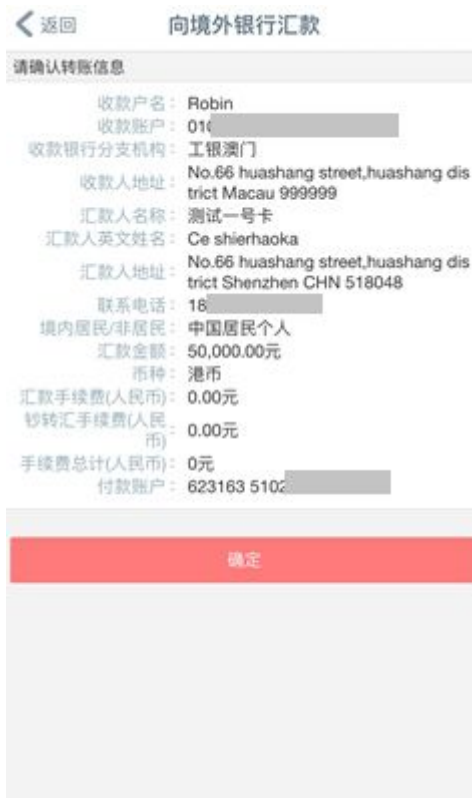 返回 向境外银行汇款
请确认转账信息
收款户名: Robin
收款账户: 010
收款银行分支机构: 工银澳门
收款人地址: No.66 huashang street,huashang dis
trict Macau 999999
汇款人名称: 测试一号卡
汇款人英文姓名: Ce shierhaoka
汇款人地址: No.66 huashang street,huashang dis
trict Shenzhen CHN 518048
联系电话: 18
境内居民/非居民: 中国居民个人
汇款金额: 50,000.00元
币种: 港币
汇款手续费(人民币): 0.00元
钞转汇手续费(人民
币): 0.00元
手续费总计(人民币): 0元
付款账户: 623163 5102
确定